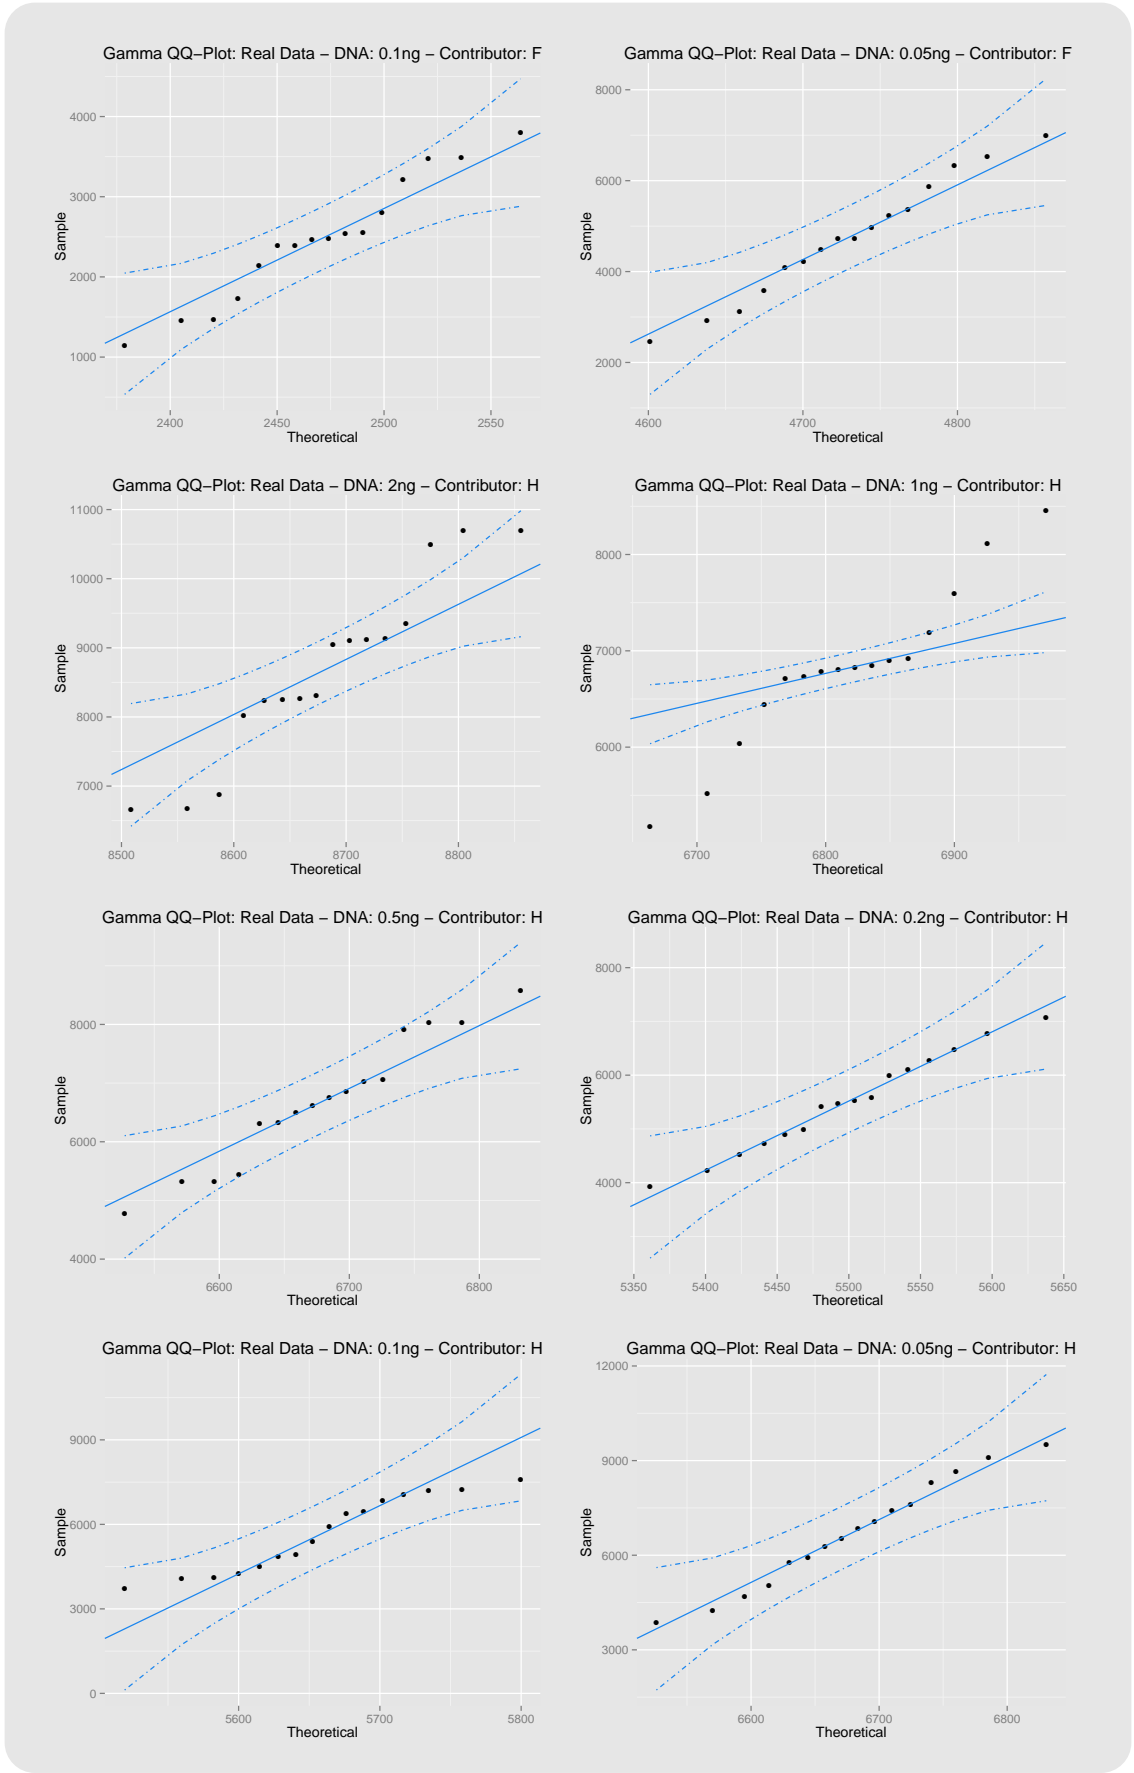 Gamma QQ−Plot: Real Data − DNA: 0.1ng − Contributor: F
Sample
4000
3000
2000
1000
2400 2450 2500 2550
Theoretical
Gamma QQ−Plot: Real Data − DNA: 0.05ng − Contributor: F
Sample
8000
6000
4000
2000
4600 4700 4800
Theoretical
Gamma QQ−Plot: Real Data − DNA: 2ng − Contributor: H
Sample
11000
10000
9000
8000
7000
8500 8600 8700 8800
Theoretical
Gamma QQ−Plot: Real Data − DNA: 1ng − Contributor: H
Sample
8000
7000
6000
6700 6800 6900
Theoretical
Gamma QQ−Plot: Real Data − DNA: 0.5ng − Contributor: H
Sample
8000
6000
4000
6600 6700 6800
Theoretical
Gamma QQ−Plot: Real Data − DNA: 0.2ng − Contributor: H
Sample
8000
6000
4000
5350 5400 5450 5500 5550 5600 5650
Theoretical
Gamma QQ−Plot: Real Data − DNA: 0.1ng − Contributor: H
Sample
9000
6000
3000
0
5600 5700 5800
Theoretical
Gamma QQ−Plot: Real Data − DNA: 0.05ng − Contributor: H
Sample
12000
9000
6000
3000
6600 6700 6800
Theoretical